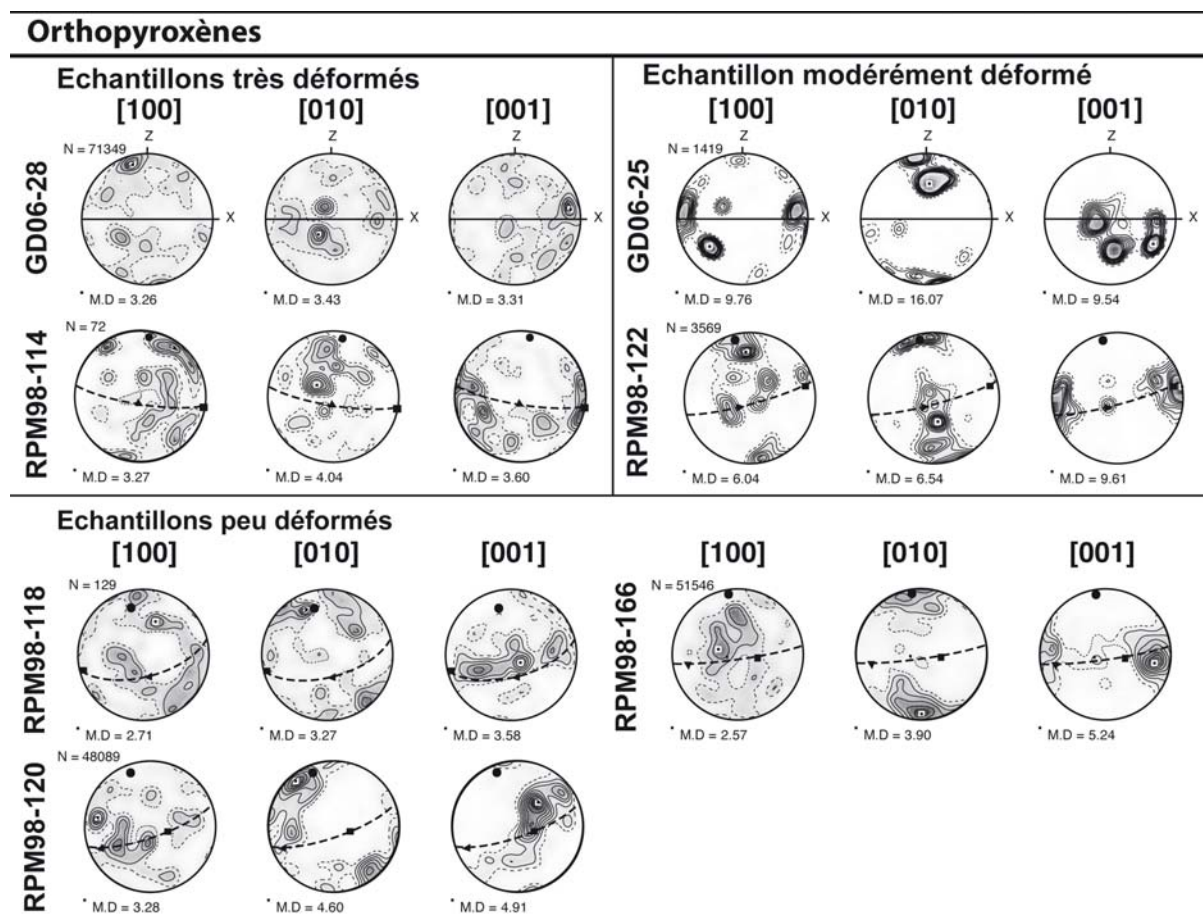 Orthopyroxènes
Echantillons très déformés
[100] [010] [001]
Z Z Z
GD06-28
N = 71349
X X X
* M.D = 3.26 * M.D = 3.43 * M.D = 3.31
RPM98-114
N = 72
* M.D = 3.27 * M.D = 4.04 * M.D = 3.60
Echantillon modérément déformé
[100] [010] [001]
Z Z Z
GD06-25
N = 1419
X X X
* M.D = 9.76 * M.D = 16.07 * M.D = 9.54
RPM98-122
N = 3569
* M.D = 6.04 * M.D = 6.54 * M.D = 9.61
Echantillons peu déformés
[100] [010] [001]
RPM98-118
N = 129
* M.D = 2.71 * M.D = 3.27 * M.D = 3.58
RPM98-120
N = 48089
* M.D = 3.28 * M.D = 4.60 * M.D = 4.91
[100] [010] [001]
RPM98-166
N = 51546
* M.D = 2.57 * M.D = 3.90 * M.D = 5.24